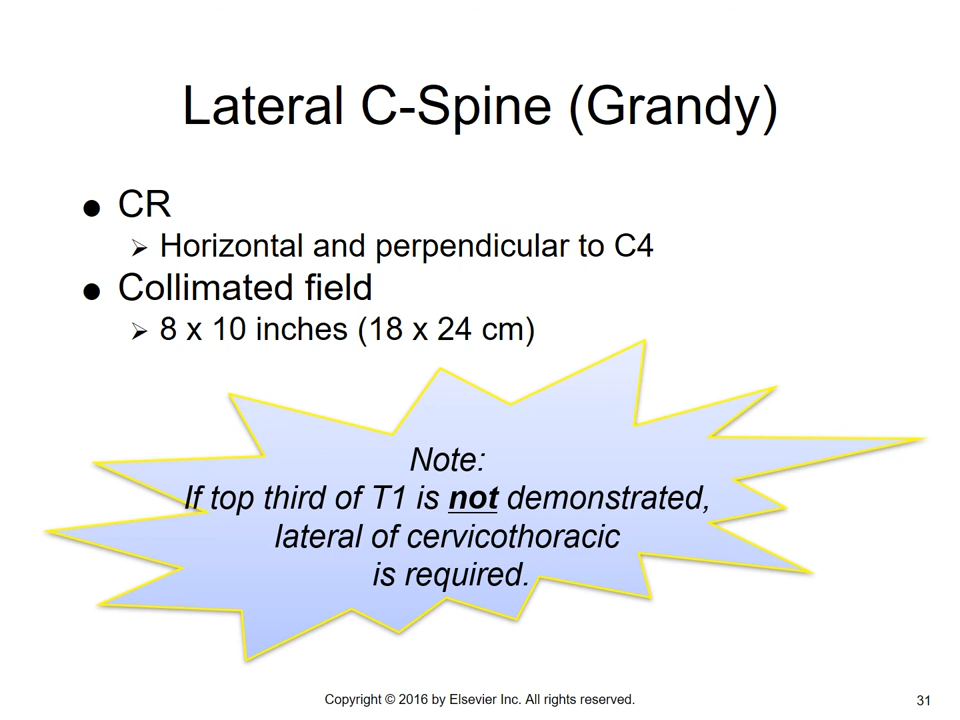 Lateral C-Spine (Grandy)
● CR
➢ Horizontal and perpendicular to C4
● Collimated field
➢ 8 x 10 inches (18 x 24 cm)
Note:
If top third of T1 is not demonstrated,
lateral of cervicothoracic
is required.
Copyright © 2016 by Elsevier Inc. All rights reserved.
31